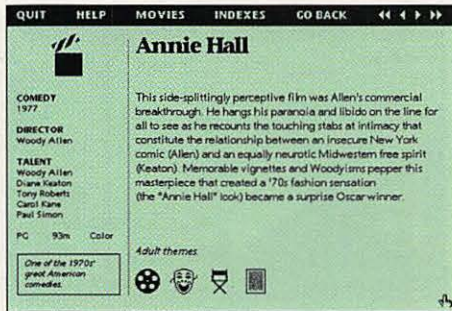 QUIT HELP MOVIES INDEXES GO BACK
Annie Hall
COMEDY
1977
DIRECTOR
Woody Allen
TALENT
Woody Allen
Diane Keaton
Tony Roberts
Carol Kane
Paul Simon
PG 93m Color
One of the 1970s'
great American
comedies.
This side-splittingly perceptive film was Allen's commercial
breakthrough. He hangs his paranoia and libido on the line for
all to see as he recounts the touching stabs at intimacy that
constitute the relationship between an insecure New York
comic (Allen) and an equally neurotic Midwestern free spirit
(Keaton). Memorable vignettes and Woodyisms pepper this
masterpiece that created a '70s fashion sensation
(the "Annie Hall" look) became a surprise Oscar winner.
Adult themes.